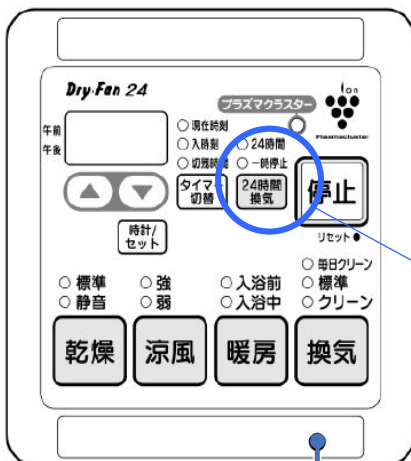 Dry・Fan 24
プラズマクラスター
Ion
Plasmacluster
午前
午後
現在時刻
入時刻
切残時間
24時間
一時停止
タイマー
切替
24時間
換気
停止
時計/
セット
リセット
標準
静音
強
弱
入浴前
入浴中
毎日クリーン
標準
クリーン
乾燥
涼風
暖房
換気